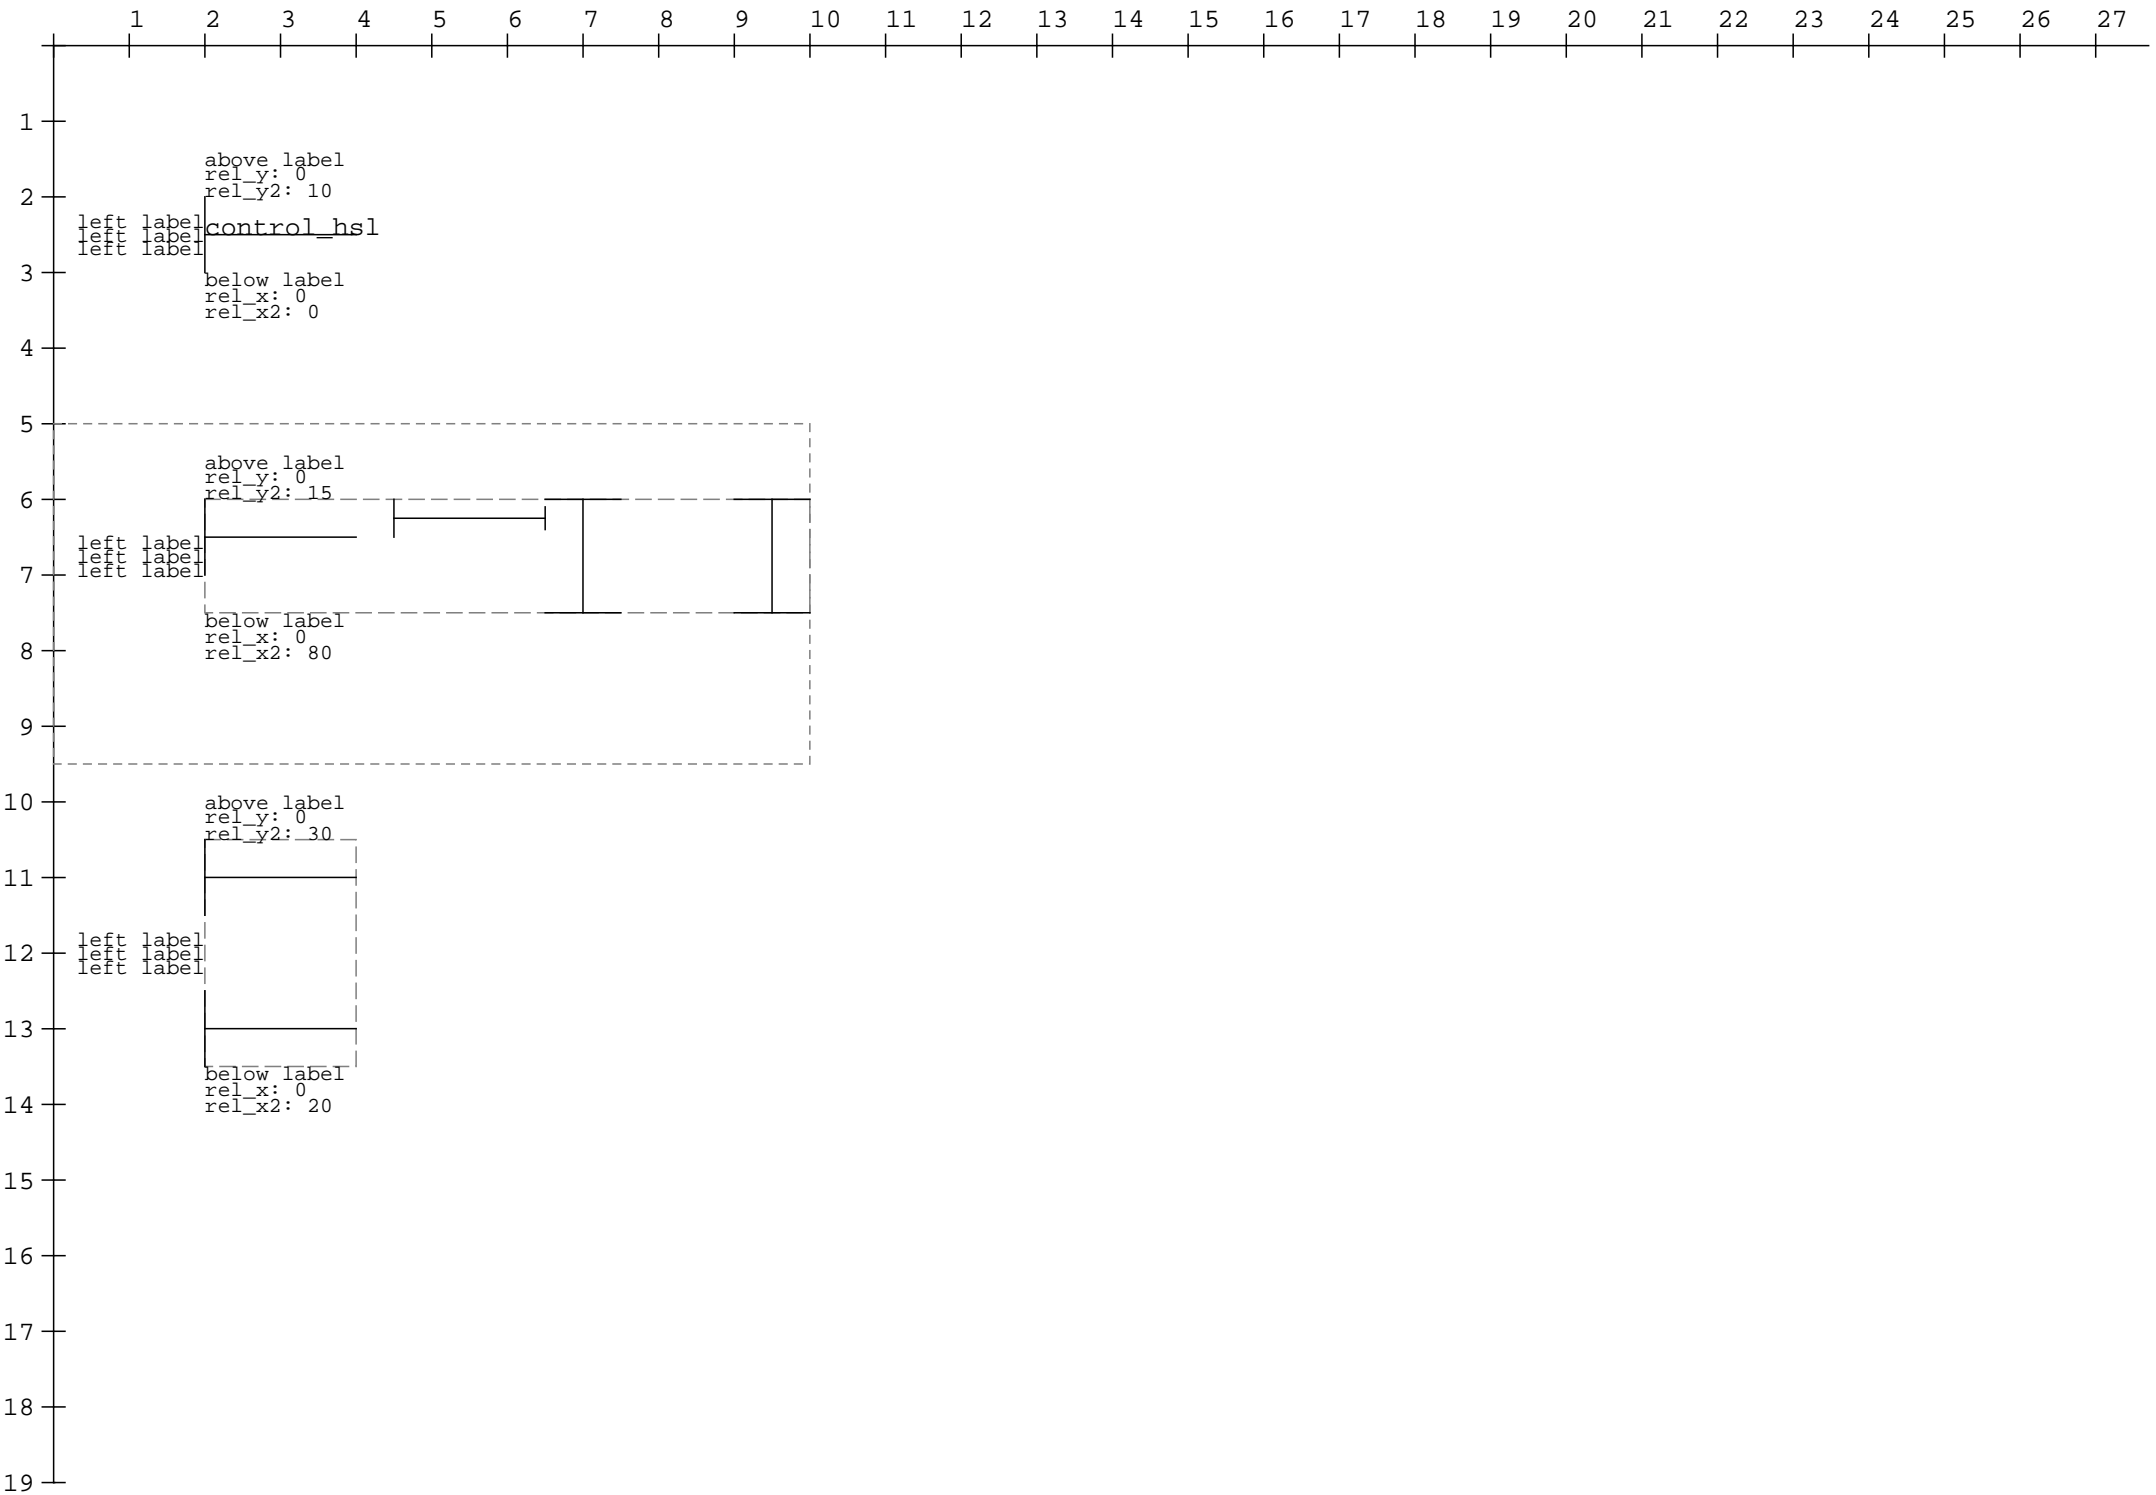 1 2 3 4 5 6 7 8 9 10 11 12 13 14 15 16 17 18 19 20 21 22 23 24 25 26 27
1
above label
rel_y: 0
rel_y2: 10
2
left label
control_hsl
left label
left label
3
below label
rel_x: 0
rel_x2: 0
4
5
above label
rel_y: 0
rel_y2: 15
6
left label
left label
left label
7
below label
rel_x: 0
rel_x2: 80
8
9
10
above label
rel_y: 0
rel_y2: 30
11
left label
left label
left label
12
13
below label
rel_x: 0
rel_x2: 20
14
15
16
17
18
19